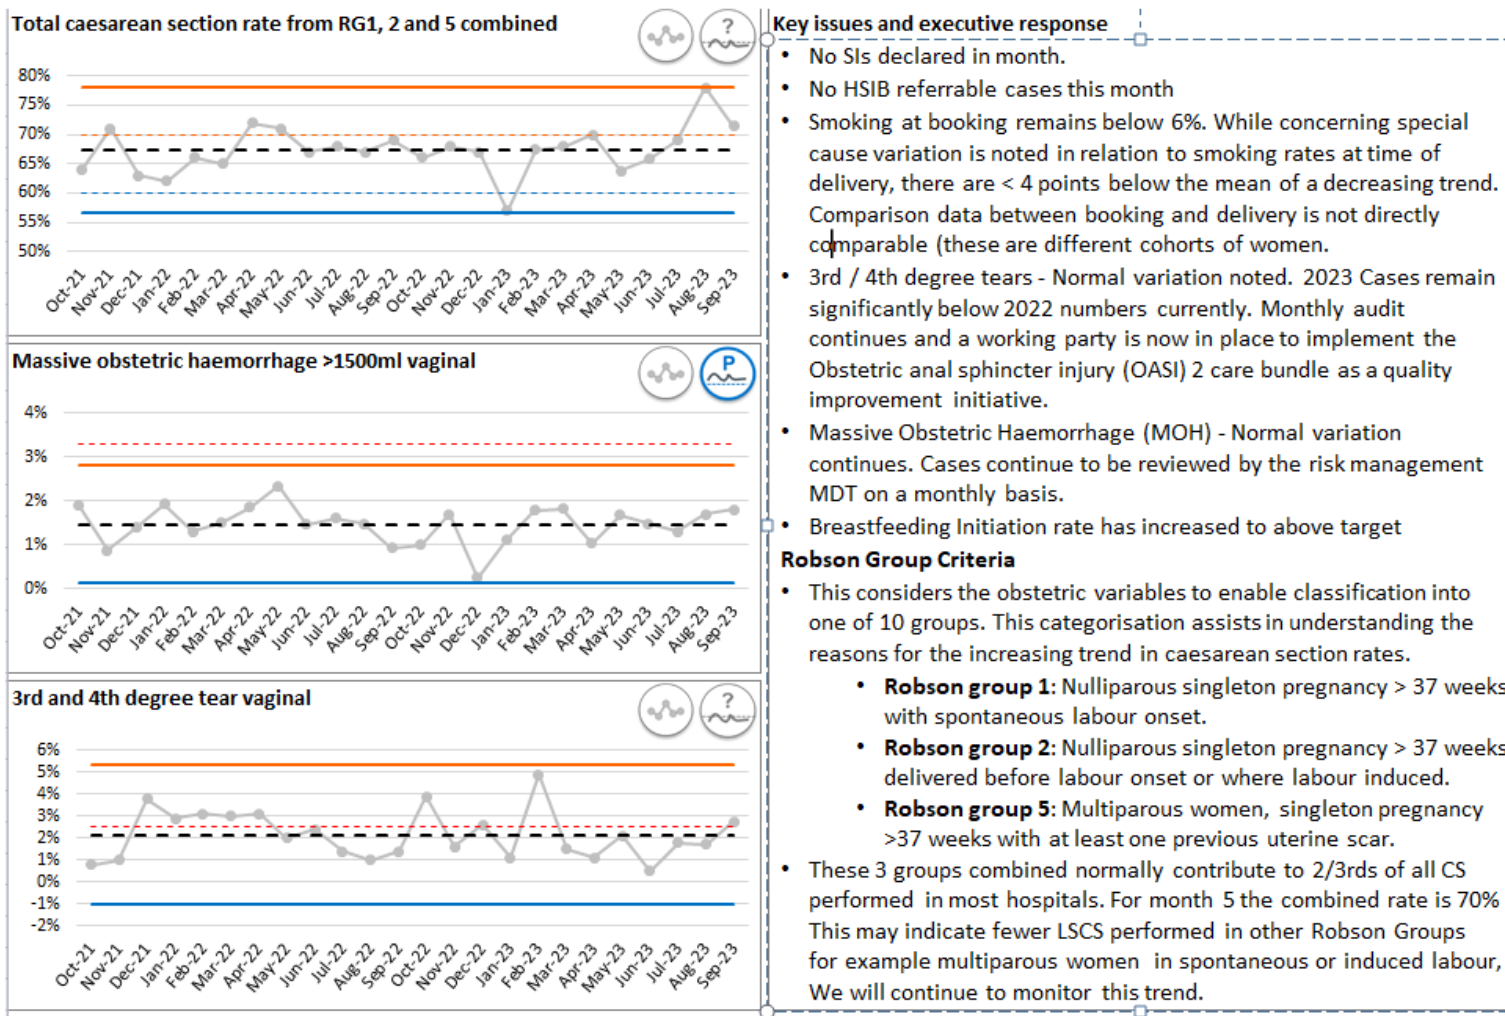 Total caesarean section rate from RG1, 2 and 5 combined
?
80%
75%
70%
65%
60%
55%
50%
Oct-21
Nov-21
Dec-21
Jan-22
Feb-22
Mar-22
Apr-22
May-22
Jun-22
Jul-22
Aug-22
Sep-22
Oct-22
Nov-22
Dec-22
Jan-23
Feb-23
Mar-23
Apr-23
May-23
Jun-23
Jul-23
Aug-23
Sep-23
Massive obstetric haemorrhage >1500ml vaginal
P
4%
3%
2%
1%
0%
Oct-21
Nov-21
Dec-21
Jan-22
Feb-22
Mar-22
Apr-22
May-22
Jun-22
Jul-22
Aug-22
Sep-22
Oct-22
Nov-22
Dec-22
Jan-23
Feb-23
Mar-23
Apr-23
May-23
Jun-23
Jul-23
Aug-23
Sep-23
3rd and 4th degree tear vaginal
?
6%
5%
4%
3%
2%
1%
0%
-1%
-2%
Oct-21
Nov-21
Dec-21
Jan-22
Feb-22
Mar-22
Apr-22
May-22
Jun-22
Jul-22
Aug-22
Sep-22
Oct-22
Nov-22
Dec-22
Jan-23
Feb-23
Mar-23
Apr-23
May-23
Jun-23
Jul-23
Aug-23
Sep-23
Key issues and executive response
• No SIs declared in month.
• No HSIB referrable cases this month
• Smoking at booking remains below 6%. While concerning special
cause variation is noted in relation to smoking rates at time of
delivery, there are < 4 points below the mean of a decreasing trend.
Comparison data between booking and delivery is not directly
comparable (these are different cohorts of women.
• 3rd / 4th degree tears - Normal variation noted. 2023 Cases remain
significantly below 2022 numbers currently. Monthly audit
continues and a working party is now in place to implement the
Obstetric anal sphincter injury (OASI) 2 care bundle as a quality
improvement initiative.
• Massive Obstetric Haemorrhage (MOH) - Normal variation
continues. Cases continue to be reviewed by the risk management
MDT on a monthly basis.
• Breastfeeding Initiation rate has increased to above target
Robson Group Criteria
• This considers the obstetric variables to enable classification into
one of 10 groups. This categorisation assists in understanding the
reasons for the increasing trend in caesarean section rates.
• Robson group 1: Nulliparous singleton pregnancy > 37 weeks
with spontaneous labour onset.
• Robson group 2: Nulliparous singleton pregnancy > 37 weeks
delivered before labour onset or where labour induced.
• Robson group 5: Multiparous women, singleton pregnancy
>37 weeks with at least one previous uterine scar.
• These 3 groups combined normally contribute to 2/3rds of all CS
performed in most hospitals. For month 5 the combined rate is 70%
This may indicate fewer LSCS performed in other Robson Groups
for example multiparous women in spontaneous or induced labour,
We will continue to monitor this trend.